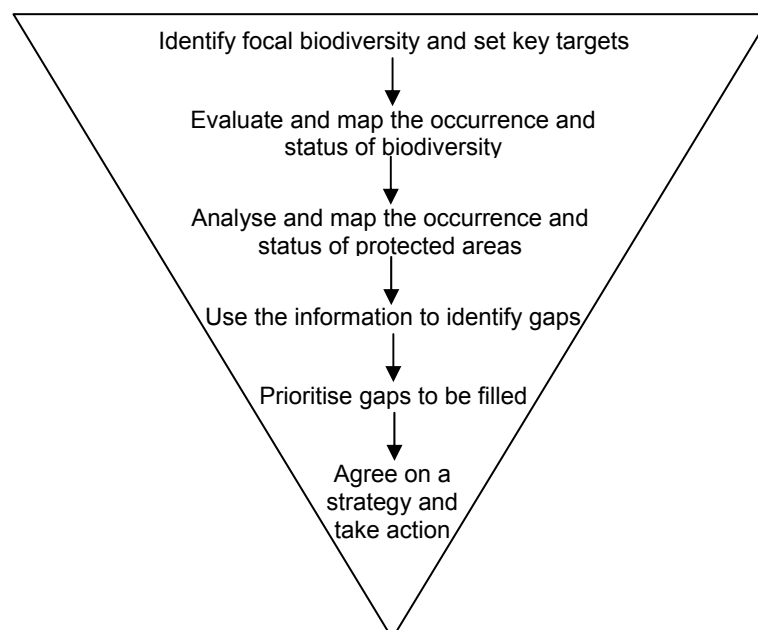 Identify focal biodiversity and set key targets
Evaluate and map the occurrence and
status of biodiversity
Analyse and map the occurrence and
status of protected areas
Use the information to identify gaps
Prioritise gaps to be filled
Agree on a
strategy and
take action